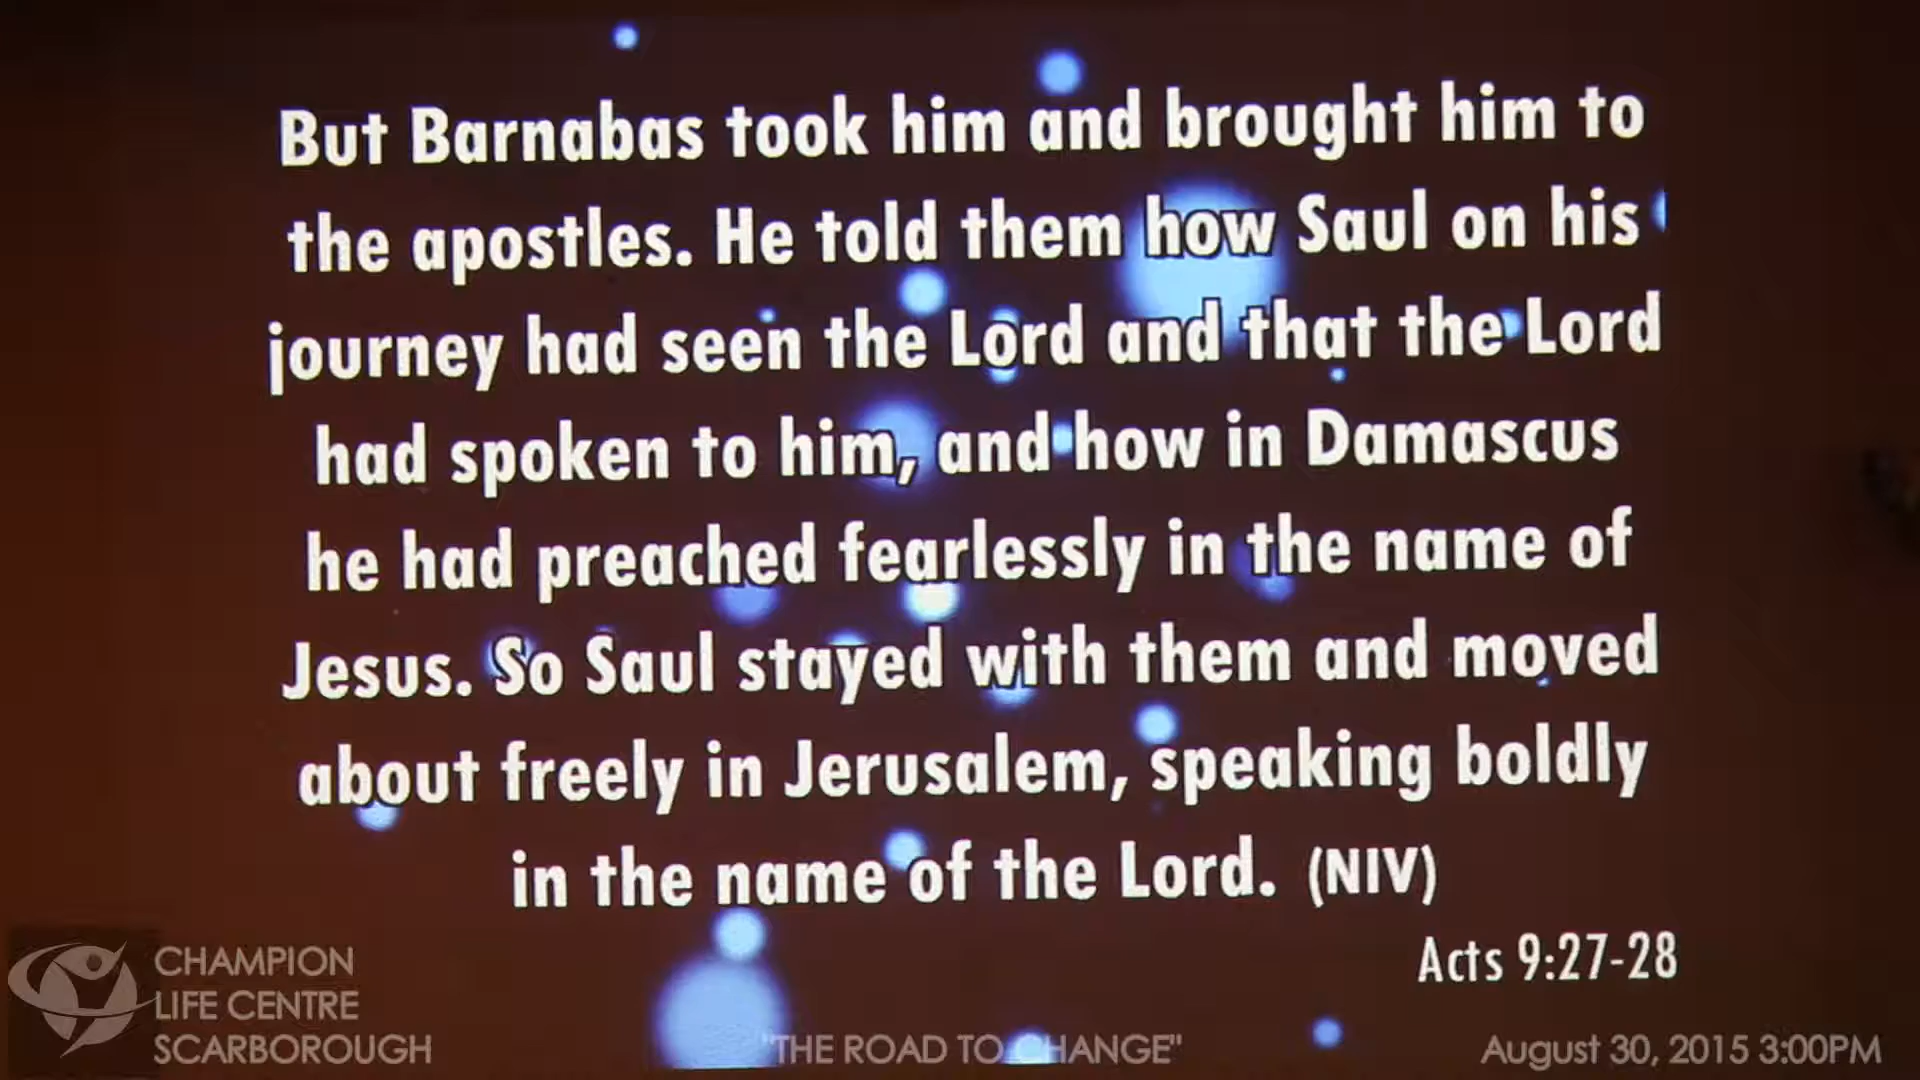 But Barnabas took him and brought him to
the apostles. He told them how Saul on his
journey had seen the Lord and that the Lord
had spoken to him, and how in Damascus
he had preached fearlessly in the name of
Jesus. So Saul stayed with them and moved
about freely in Jerusalem, speaking boldly
in the name of the Lord. (NIV)
Acts 9:27-28
CHAMPION
LIFE CENTRE
SCARBOROUGH
"THE ROAD TO CHANGE"
August 30, 2015 3:00PM